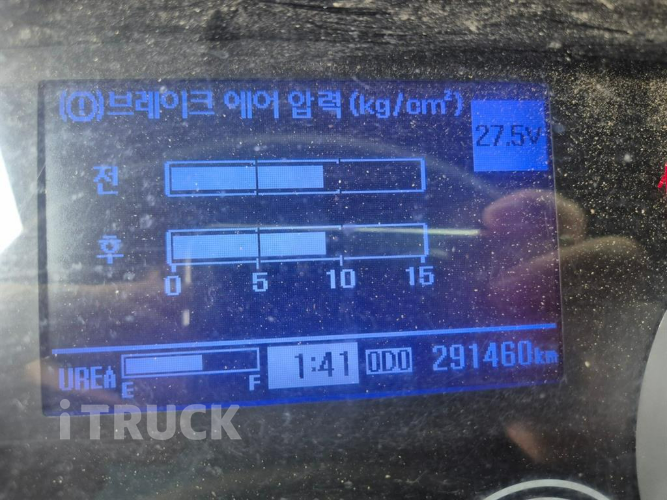 (!)브레이크 에어 압력 (kg/cm²)
27.5V
전
후
0 5 10 15
UREA E F 1:41 ODO 291460km
iTRUCK